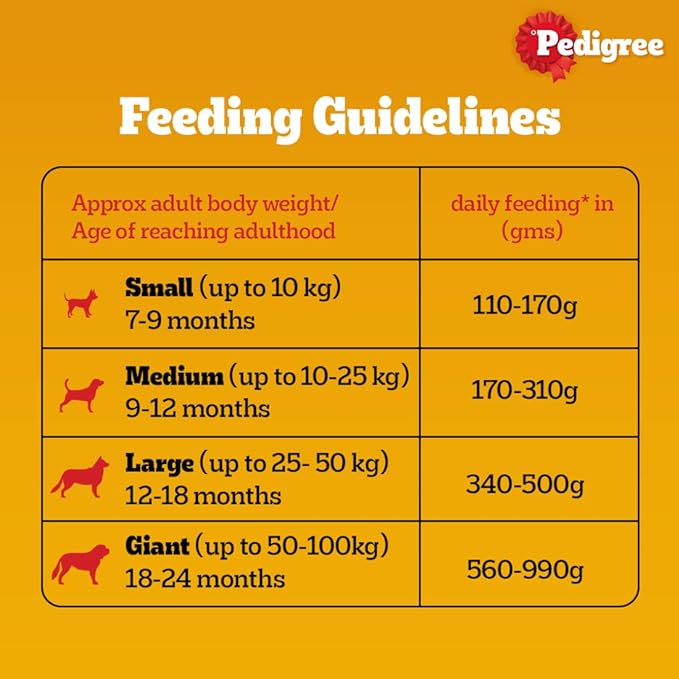 Pedigree
Feeding Guidelines
Approx adult body weight/
Age of reaching adulthood
daily feeding* in
(gms)
Small (up to 10 kg)
7-9 months
110-170g
Medium (up to 10-25 kg)
9-12 months
170-310g
Large (up to 25- 50 kg)
12-18 months
340-500g
Giant (up to 50-100kg)
18-24 months
560-990g